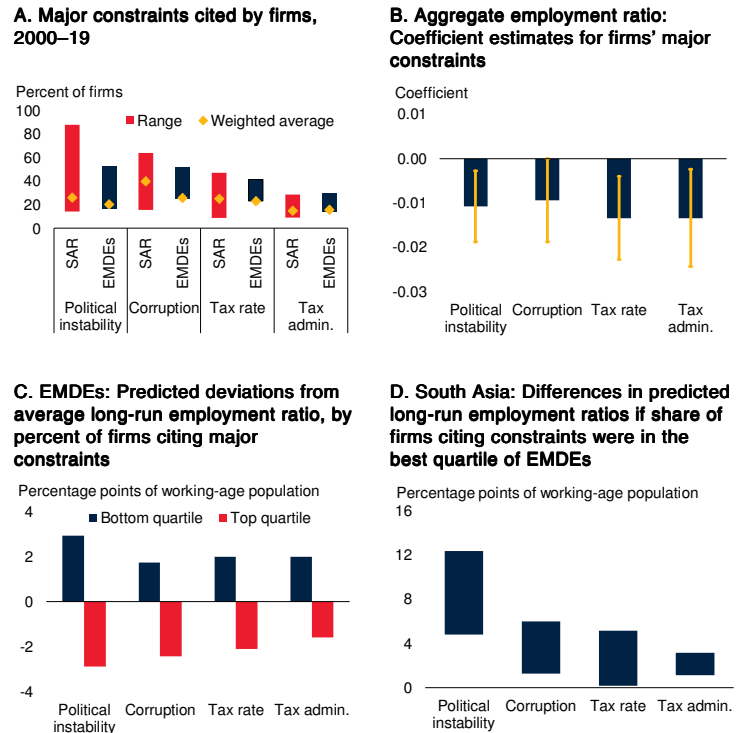 A. Major constraints cited by firms,
2000–19
Percent of firms
100
80
60
40
20
0
Range
Weighted average
SAR
EMDEs
SAR
EMDEs
SAR
EMDEs
SAR
EMDEs
Political
instability
Corruption
Tax rate
Tax
admin.
B. Aggregate employment ratio:
Coefficient estimates for firms' major
constraints
Coefficient
0.01
0.00
-0.01
-0.02
-0.03
Political
instability
Corruption
Tax rate
Tax
admin.
C. EMDEs: Predicted deviations from
average long-run employment ratio, by
percent of firms citing major
constraints
Percentage points of working-age population
4
2
0
-2
-4
Bottom quartile
Top quartile
Political
instability
Corruption
Tax rate
Tax admin.
D. South Asia: Differences in predicted
long-run employment ratios if share of
firms citing constraints were in the
best quartile of EMDEs
Percentage points of working-age population
16
12
8
4
0
Political
instability
Corruption
Tax rate
Tax admin.